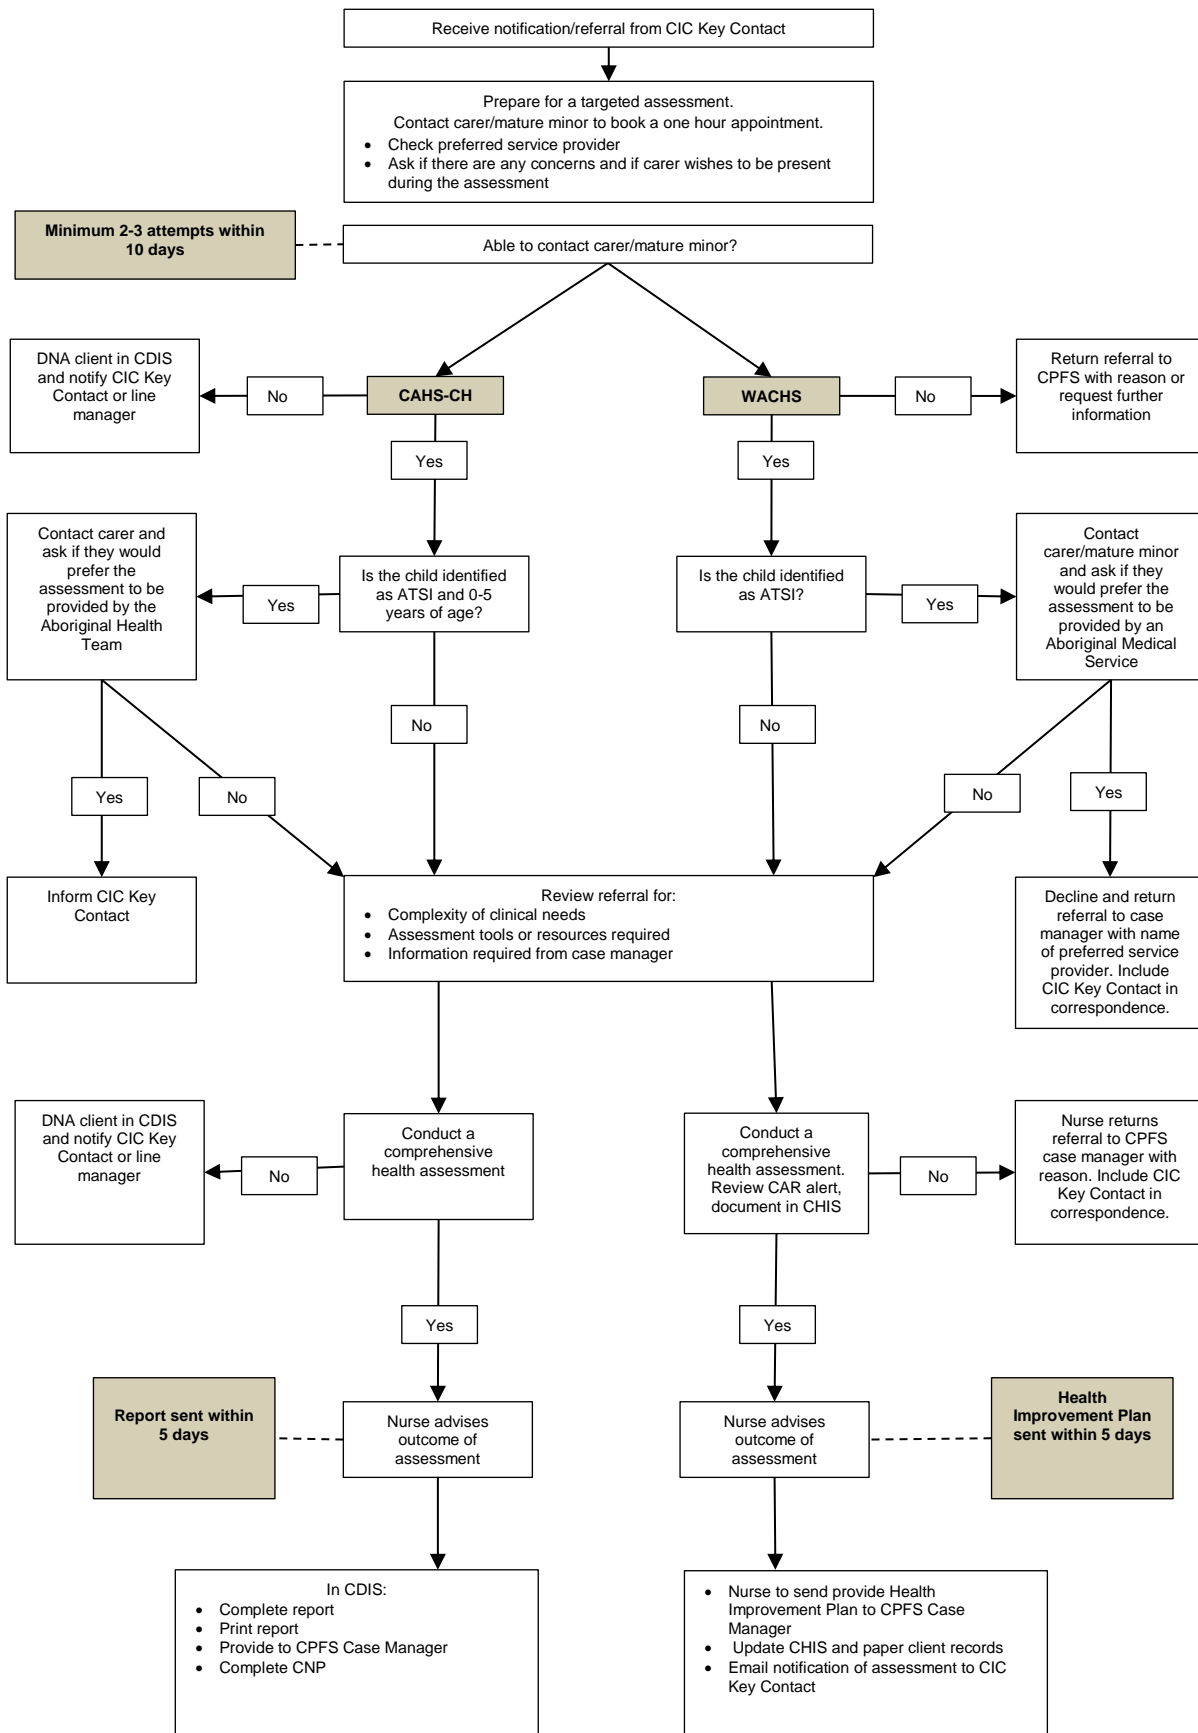 Receive notification/referral from CIC Key Contact
Prepare for a targeted assessment.
Contact carer/mature minor to book a one hour appointment.
• Check preferred service provider
• Ask if there are any concerns and if carer wishes to be present
during the assessment
Minimum 2-3 attempts within
10 days
Able to contact carer/mature minor?
DNA client in CDIS
and notify CIC Key
Contact or line
manager
No
CAHS-CH
WACHS
No
Return referral to
CPFS with reason or
request further
information
Yes
Yes
Contact carer and
ask if they would
prefer the
assessment to be
provided by the
Aboriginal Health
Team
Yes
Is the child identified
as ATSI and 0-5
years of age?
Is the child identified
as ATSI?
Yes
Contact
carer/mature minor
and ask if they
would prefer the
assessment to be
provided by an
Aboriginal Medical
Service
No
No
Yes
No
No
Yes
Inform CIC Key
Contact
Review referral for:
• Complexity of clinical needs
• Assessment tools or resources required
• Information required from case manager
Decline and return
referral to case
manager with name
of preferred service
provider. Include
CIC Key Contact in
correspondence.
DNA client in CDIS
and notify CIC Key
Contact or line
manager
No
Conduct a
comprehensive
health assessment
Conduct a
comprehensive
health assessment.
Review CAR alert,
document in CHIS
No
Nurse returns
referral to CPFS
case manager with
reason. Include CIC
Key Contact in
correspondence.
Yes
Yes
Report sent within
5 days
Nurse advises
outcome of
assessment
Nurse advises
outcome of
assessment
Health
Improvement Plan
sent within 5 days
In CDIS:
• Complete report
• Print report
• Provide to CPFS Case Manager
• Complete CNP
• Nurse to send provide Health
Improvement Plan to CPFS Case
Manager
• Update CHIS and paper client records
• Email notification of assessment to CIC
Key Contact